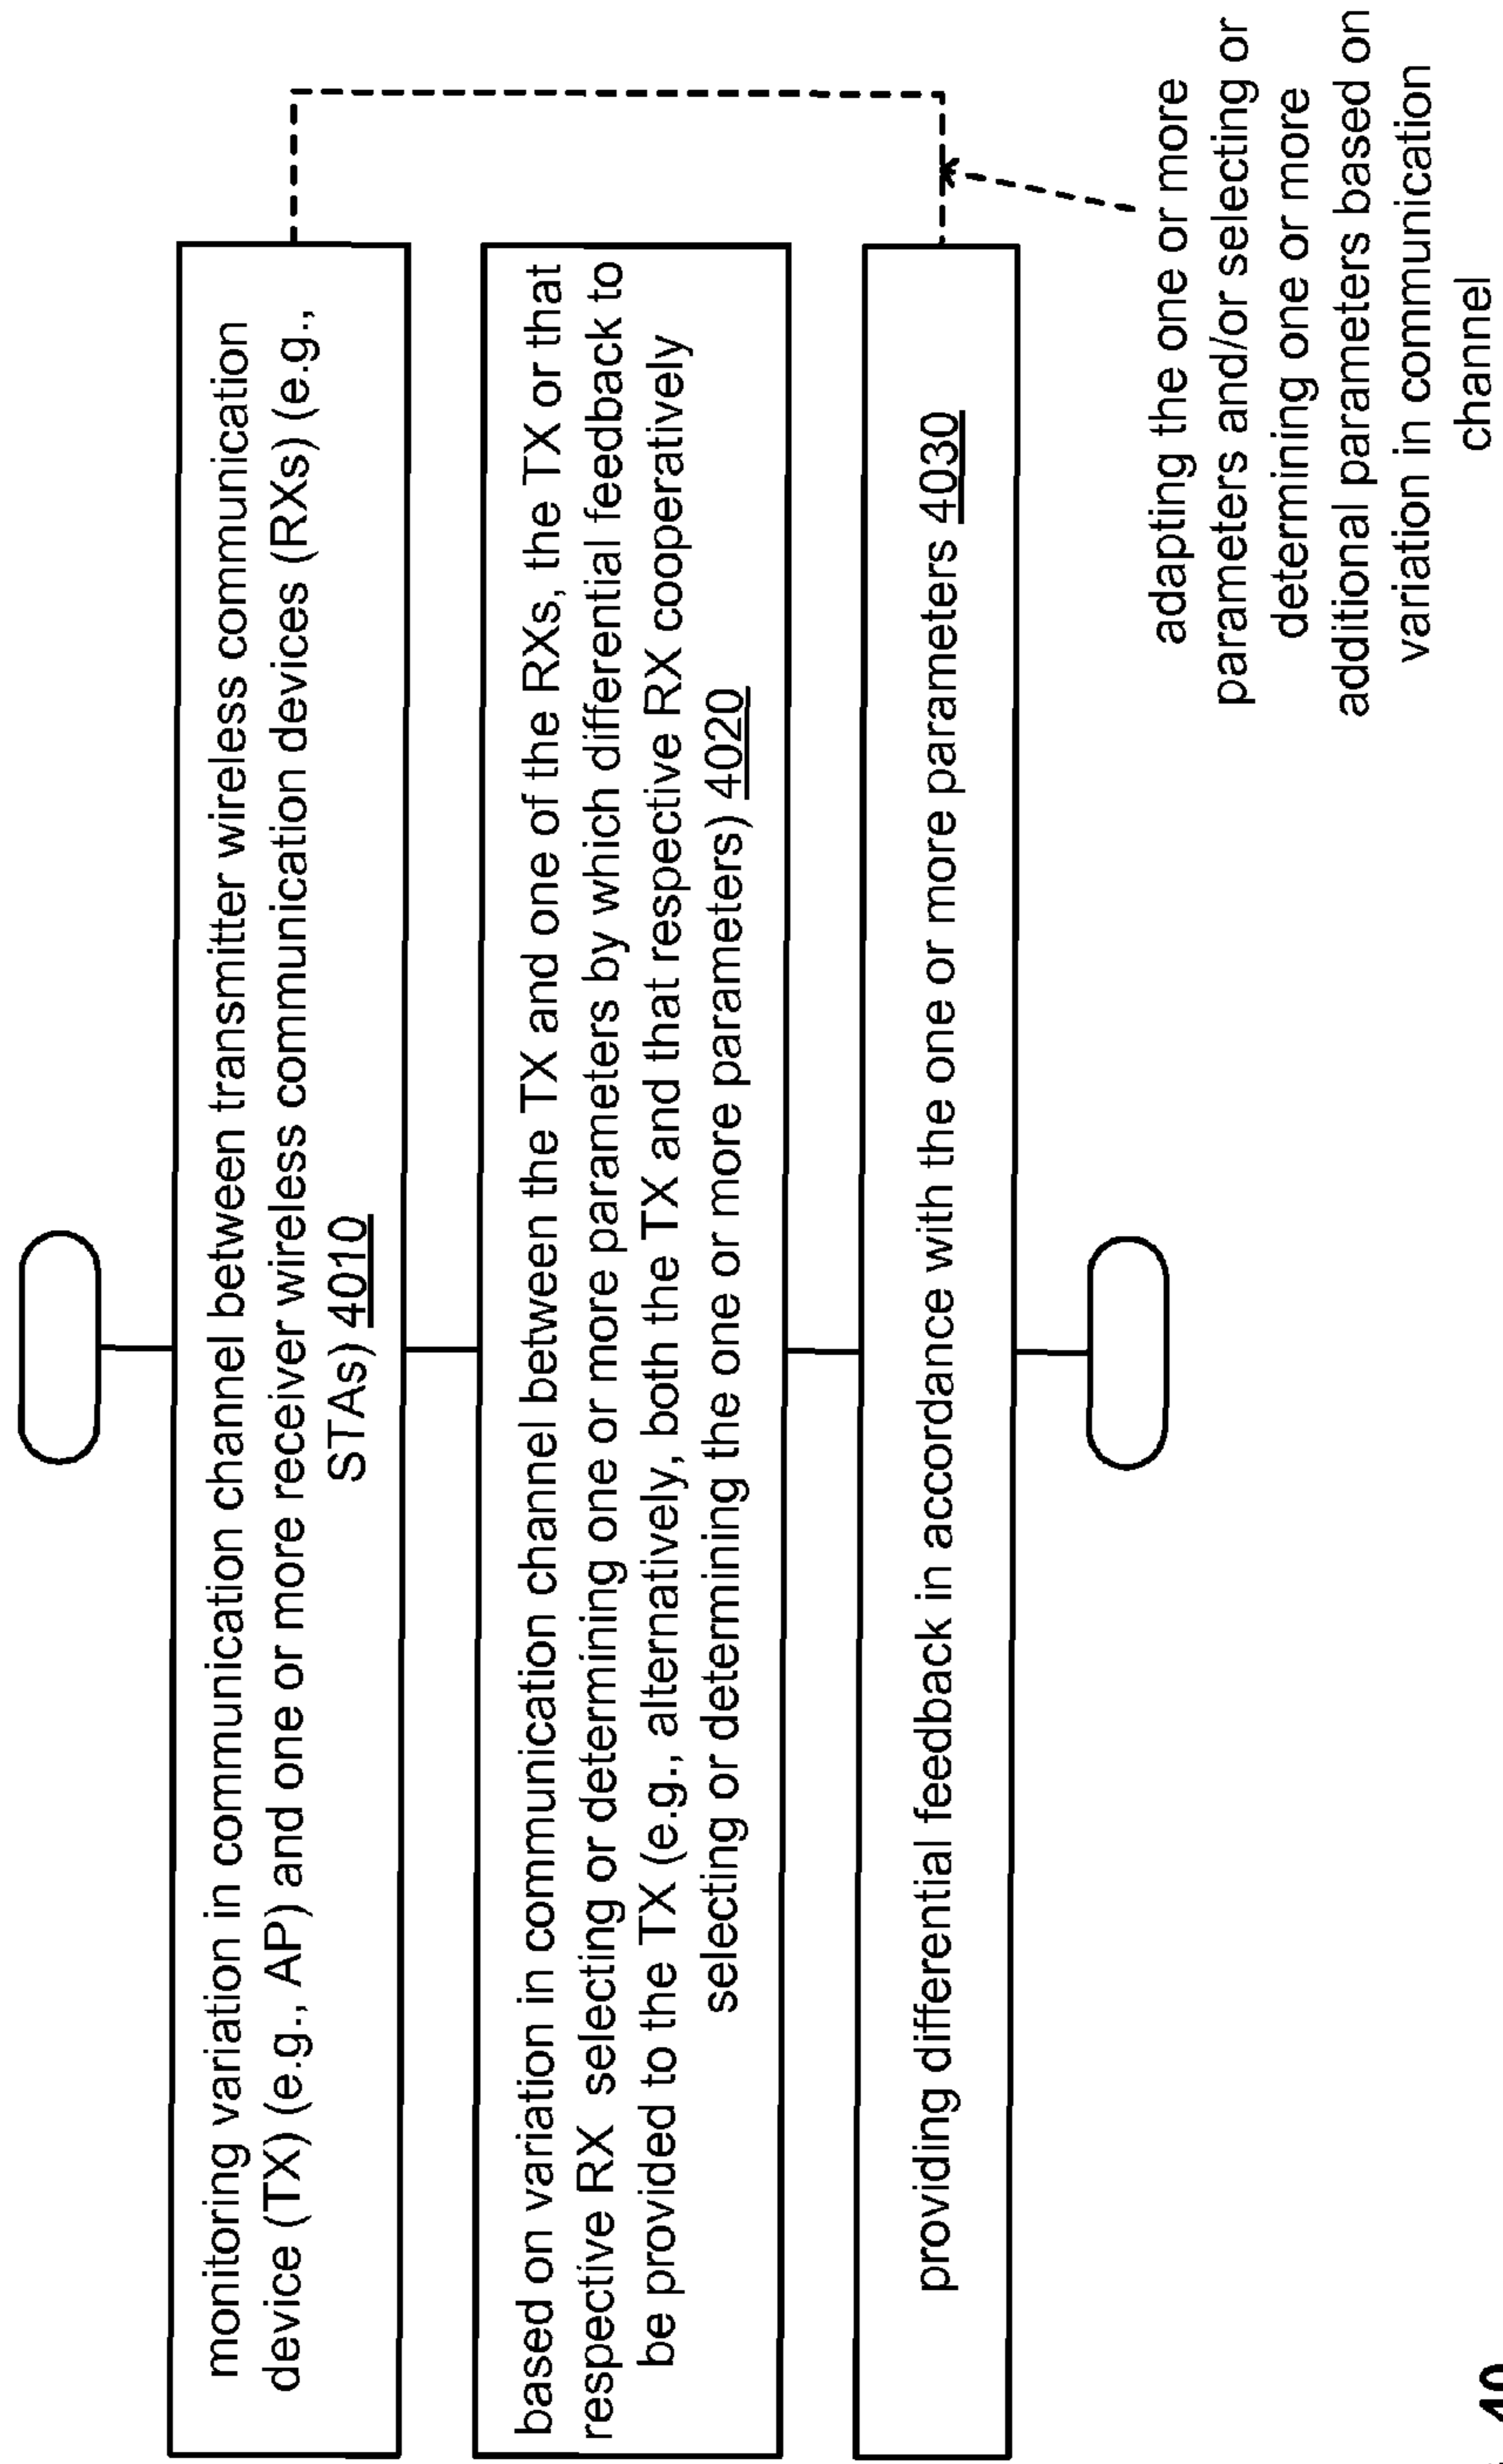 monitoring variation in communication channel between transmitter wireless communication
device (TX) (e.g., AP) and one or more receiver wireless communication devices (RXs) (e.g.,
STAs) 4010
based on variation in communication channel between the TX and one of the RXs, the TX or that
respective RX selecting or determining one or more parameters by which differential feedback to
be provided to the TX (e.g., alternatively, both the TX and that respective RX cooperatively
selecting or determining the one or more parameters) 4020
providing differential feedback in accordance with the one or more parameters 4030
adapting the one or more
parameters and/or selecting or
determining one or more
additional parameters based on
variation in communication
channel